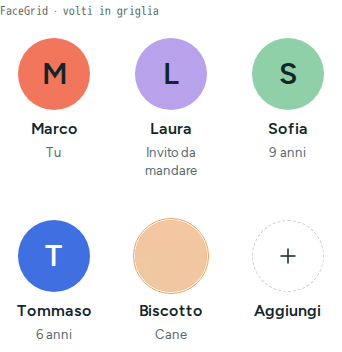 FaceGrid · volti in griglia
M
L
S
Marco
Laura
Sofia
Tu
Invito da
mandare
9 anni
T
+
Tommaso
Biscotto
Aggiungi
6 anni
Cane